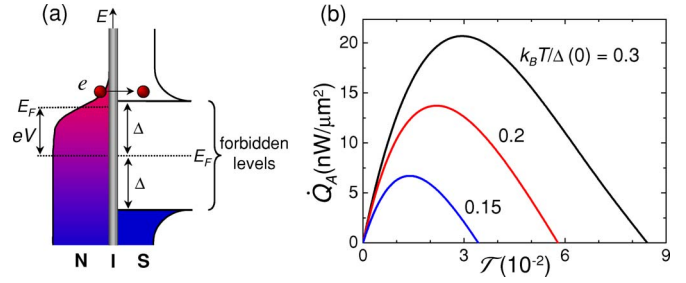 (a)
E
e
E_F
eV
Δ
Δ
E_F
forbidden
levels
N I S
(b)
Q̇_A(nW/μm²)
20
15
10
5
0
k_BT/Δ(0) = 0.3
0.2
0.15
0 3 6 9
𝒯(10⁻²)